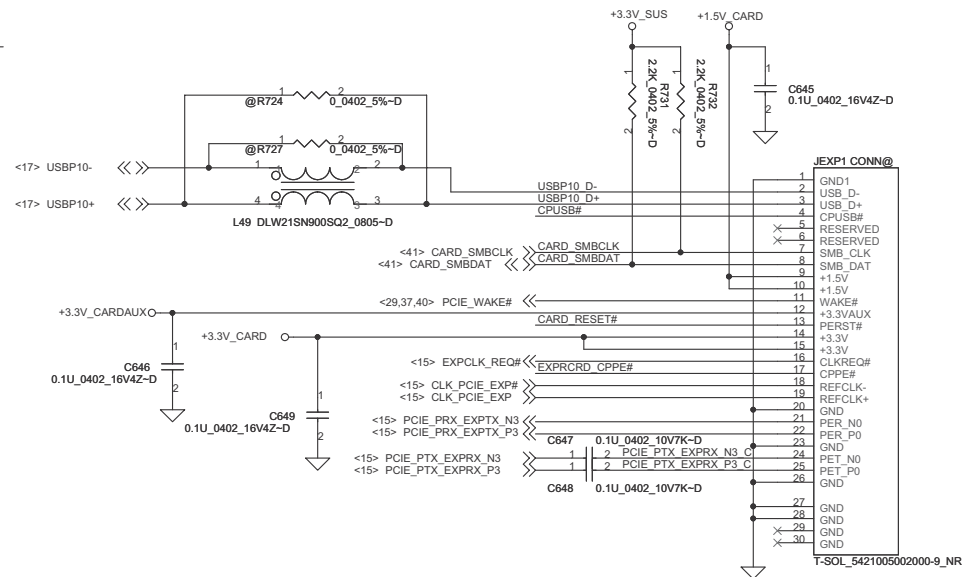 +3.3V_SUS
+1.5V_CARD
1
2
@R724
0_0402_5%~D
1
2
@R727
0_0402_5%~D
<17> USBP10-
<17> USBP10+
1
1
2
2
4
4
3
3
L49 DLW21SN900SQ2_0805~D
1
2
2.2K_0402_5%~D
R731
1
2
2.2K_0402_5%~D
R732
1
2
C645
0.1U_0402_16V4Z~D
USBP10_D-
USBP10_D+
CPUSB#
<41> CARD_SMBCLK
CARD_SMBCLK
<41> CARD_SMBDAT
CARD_SMBDAT
<29,37,40> PCIE_WAKE#
+3.3V_CARDAUX
CARD_RESET#
+3.3V_CARD
1
C646
0.1U_0402_16V4Z~D
2
1
C649
0.1U_0402_16V4Z~D
2
<15> EXPCLK_REQ#
EXPRCRD_CPPE#
<15> CLK_PCIE_EXP#
<15> CLK_PCIE_EXP
<15> PCIE_PRX_EXPTX_N3
<15> PCIE_PRX_EXPTX_P3
C647
0.1U_0402_10V7K~D
<15> PCIE_PTX_EXPRX_N3
1
2
PCIE_PTX_EXPRX_N3_C
<15> PCIE_PTX_EXPRX_P3
1
2
PCIE_PTX_EXPRX_P3_C
C648
0.1U_0402_10V7K~D
JEXP1 CONN@
1 GND1
2 USB_D-
3 USB_D+
4 CPUSB#
5 RESERVED
6 RESERVED
7 SMB_CLK
8 SMB_DAT
9 +1.5V
10 +1.5V
11 WAKE#
12 +3.3VAUX
13 PERST#
14 +3.3V
15 +3.3V
16 CLKREQ#
17 CPPE#
18 REFCLK-
19 REFCLK+
20 GND
21 PER_N0
22 PER_P0
23 GND
24 PET_N0
25 PET_P0
26 GND
27 GND
28 GND
29 GND
30 GND
T-SOL_5421005002000-9_NR